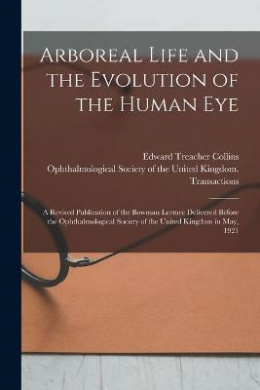 Arboreal Life and
the Evolution of
the Human Eye
Edward Treacher Collins
Ophthalmological Society of the United Kingdom.
Transactions
A Revised Publication of the Bowman Lecture Delivered Before
the Ophthalmological Society of the United Kingdom in May,
1921